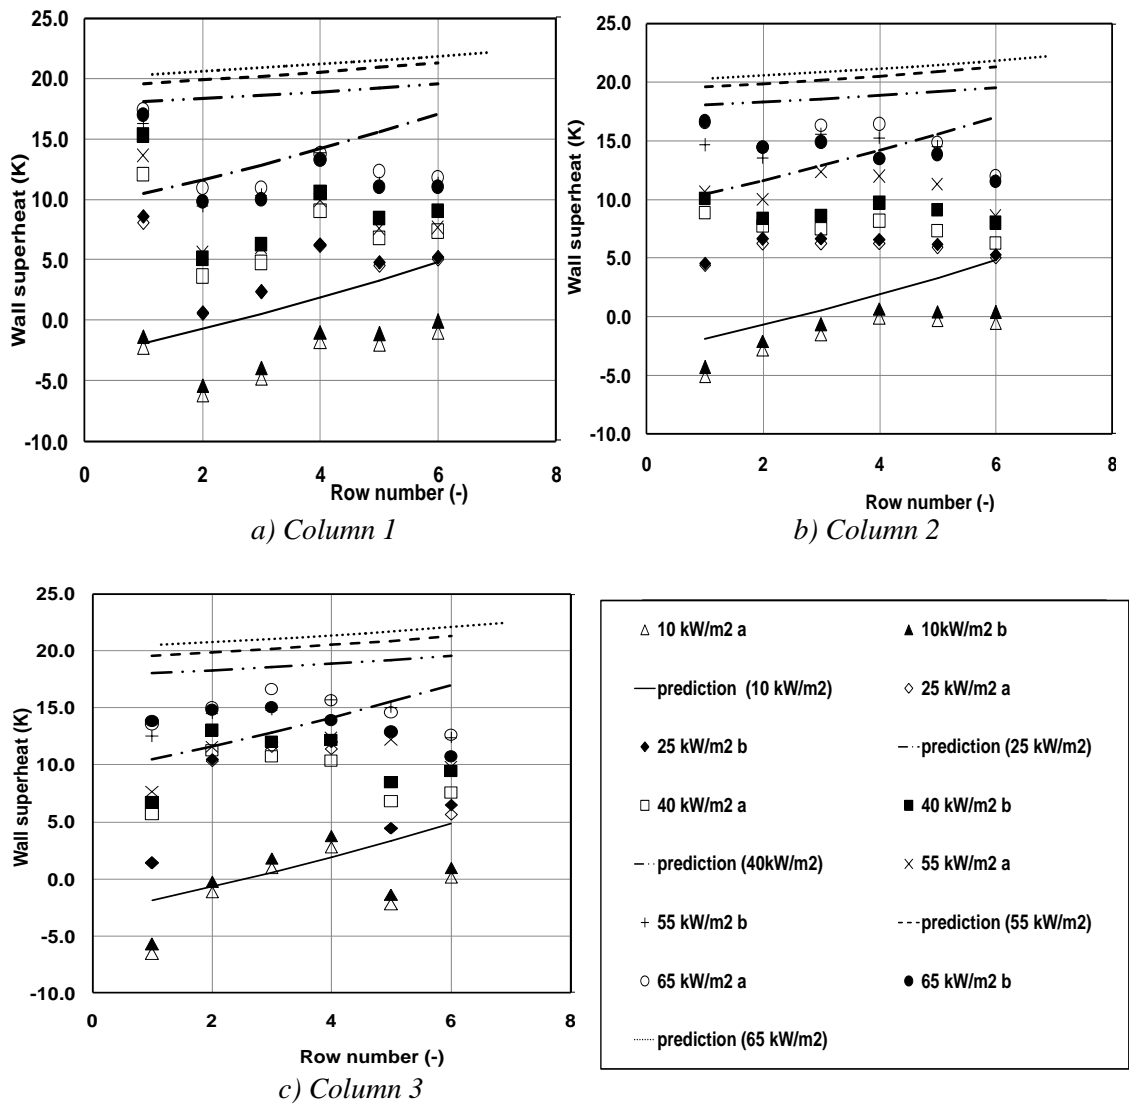 25.0
20.0
15.0
10.0
5.0
0.0
-5.0
-10.0
Wall superheat (K)
0 2 4 6 8
Row number (-)
a) Column 1
25.0
20.0
15.0
10.0
5.0
0.0
-5.0
-10.0
Wall superheat (K)
0 2 4 6 8
Row number (-)
b) Column 2
25.0
20.0
15.0
10.0
5.0
0.0
-5.0
-10.0
Wall superheat (K)
0 2 4 6 8
Row number (-)
c) Column 3
10 kW/m2 a 10kW/m2 b
prediction (10 kW/m2) 25 kW/m2 a
25 kW/m2 b prediction (25 kW/m2)
40 kW/m2 a 40 kW/m2 b
prediction (40kW/m2) 55 kW/m2 a
55 kW/m2 b prediction (55 kW/m2)
65 kW/m2 a 65 kW/m2 b
prediction (65 kW/m2)